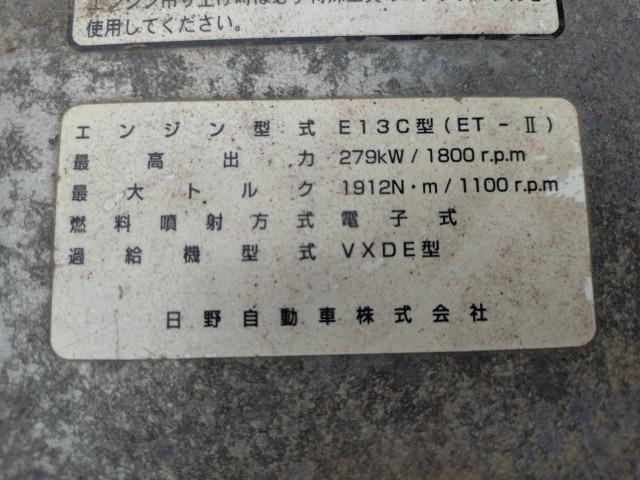 使用してください。
エンジン型式 E13C型(ET-Ⅱ)
最高出力 279kW/1800r.p.m
最大トルク 1912N・m/1100r.p.m
燃料噴射方式 電子式
過給機型式 VXDE型
日野自動車株式会社